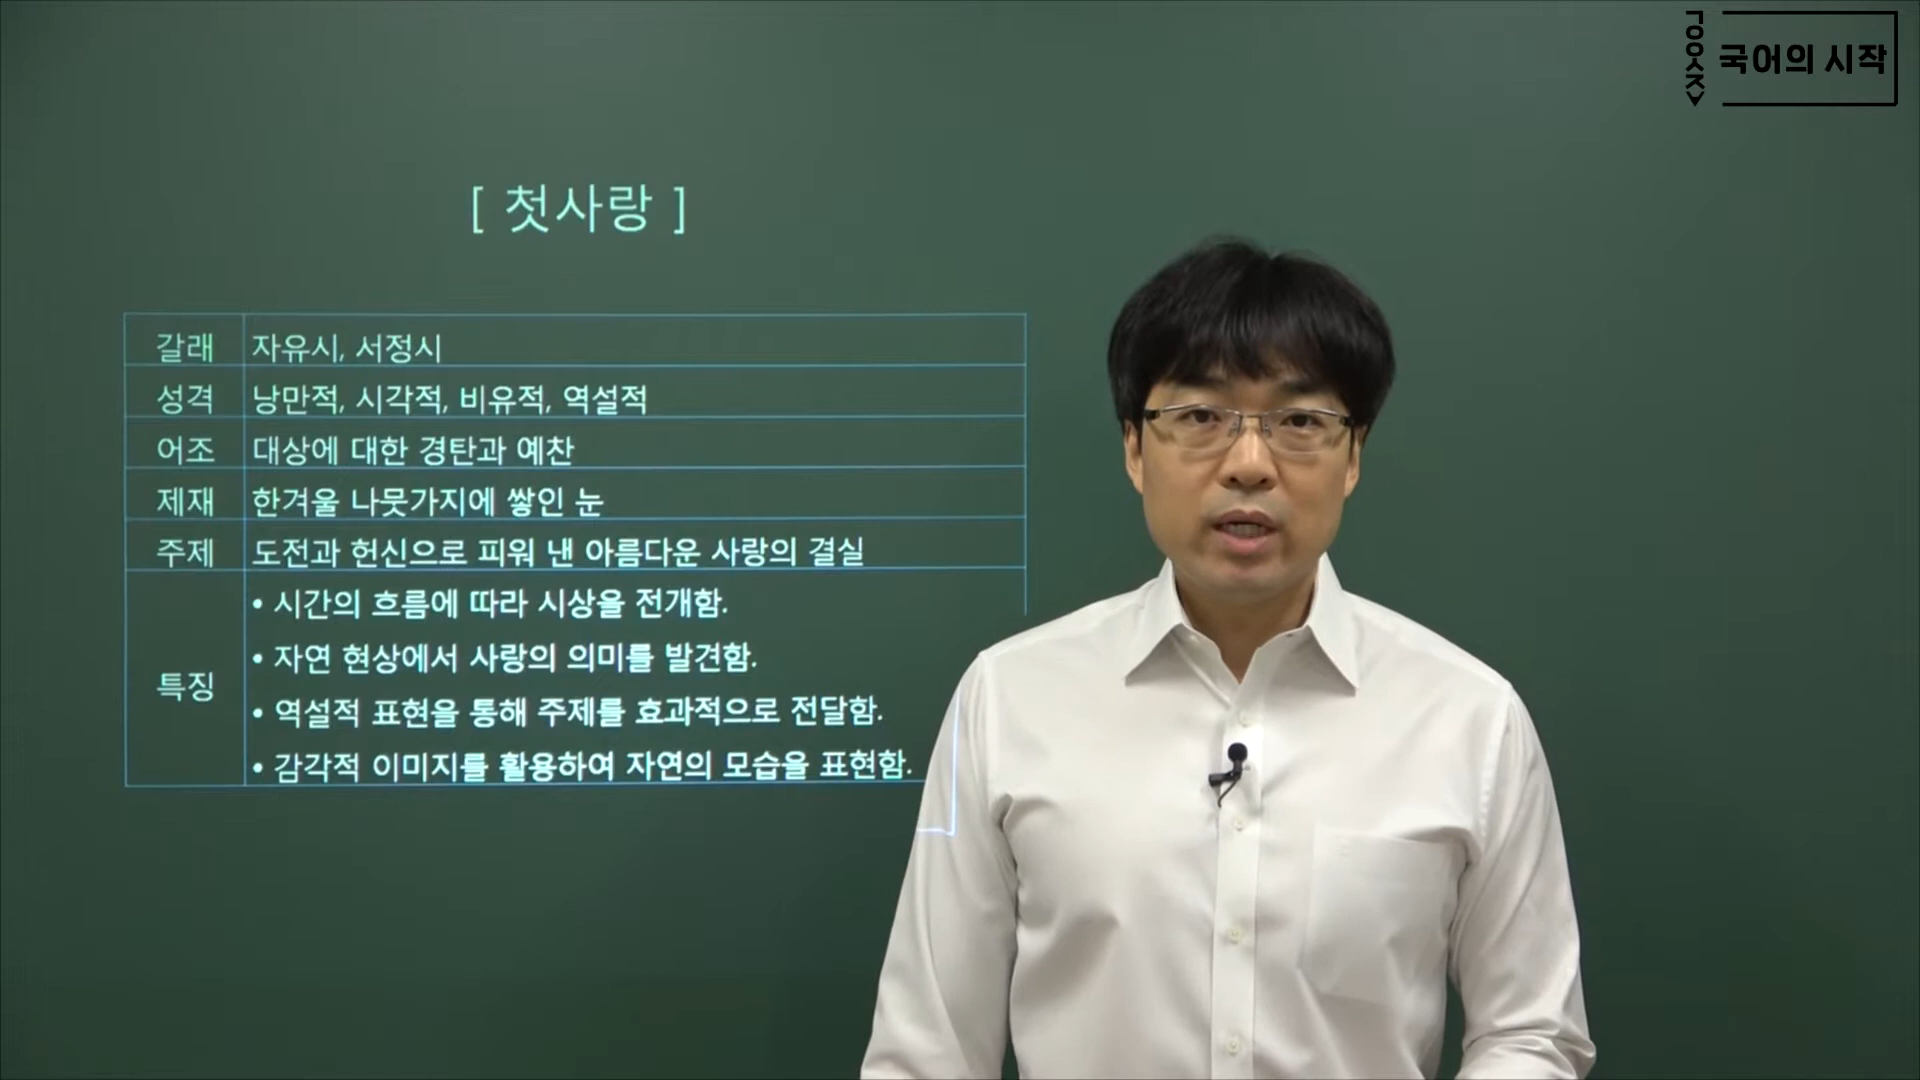 ㄱㅇㅇㅅㅈ
국어의 시작
[ 첫사랑 ]
갈래 자유시, 서정시
성격 낭만적, 시각적, 비유적, 역설적
어조 대상에 대한 경탄과 예찬
제재 한겨울 나뭇가지에 쌓인 눈
주제 도전과 헌신으로 피워 낸 아름다운 사랑의 결실
특징
• 시간의 흐름에 따라 시상을 전개함.
• 자연 현상에서 사랑의 의미를 발견함.
• 역설적 표현을 통해 주제를 효과적으로 전달함.
• 감각적 이미지를 활용하여 자연의 모습을 표현함.